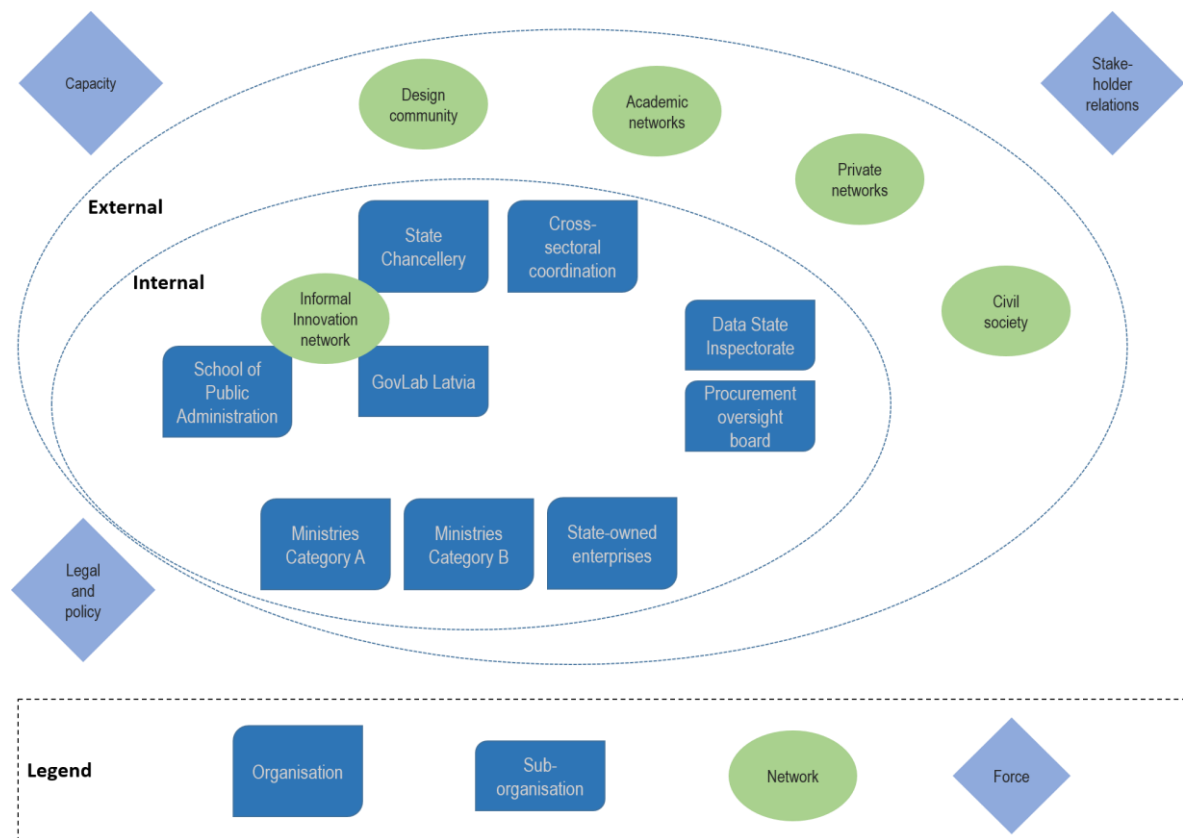 Capacity
Stake-
holder
relations
Design
community
Academic
networks
Private
networks
External
State
Chancellery
Cross-
sectoral
coordination
Internal
Informal
Innovation
network
Civil
society
Data State
Inspectorate
School of
Public
Administration
GovLab Latvia
Procurement
oversight
board
Ministries
Category A
Ministries
Category B
State-owned
enterprises
Legal
and
policy
Legend
Organisation
Sub-
organisation
Network
Force